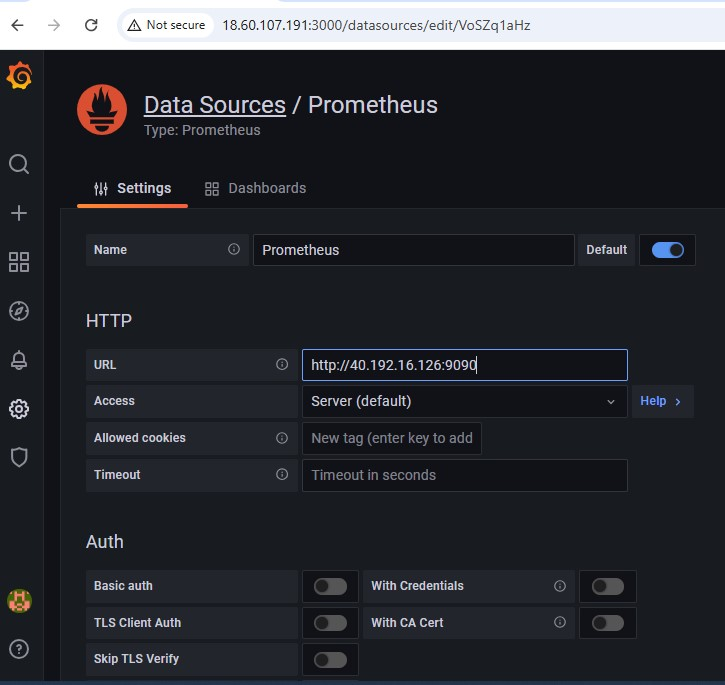 Not secure 18.60.107.191:3000/datasources/edit/VoSZq1aHz
Data Sources / Prometheus
Type: Prometheus
Settings Dashboards
Name Prometheus Default
HTTP
URL http://40.192.16.126:9090
Access Server (default) Help
Allowed cookies New tag (enter key to add
Timeout Timeout in seconds
Auth
Basic auth With Credentials
TLS Client Auth With CA Cert
Skip TLS Verify